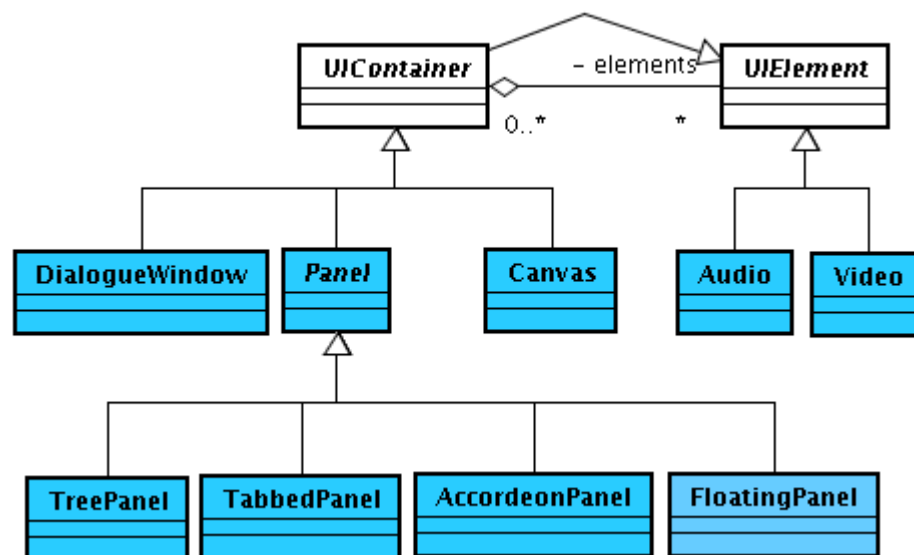 UIContainer
- elements
UIElement
0..*
*
DialogueWindow
Panel
Canvas
Audio
Video
TreePanel
TabbedPanel
AccordeonPanel
FloatingPanel